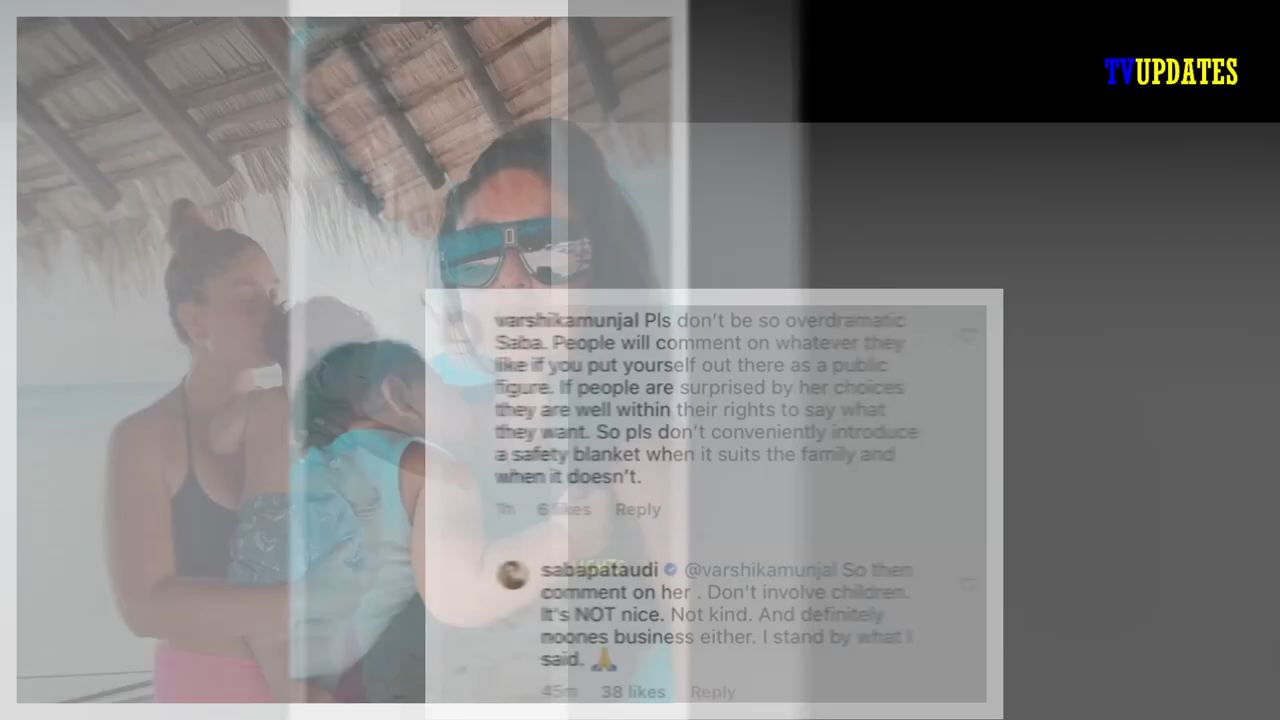 TVUPDATES
varshikamunjal Pls don't be so overdramatic
Saba. People will comment on whatever they
like if you put yourself out there as a public
figure. If people are surprised by her choices
they are well within their rights to say what
they want. So pls don't conveniently introduce
a safety blanket when it suits the family and
when it doesn't.
1h 6 likes Reply
sabapataudi @varshikamunjal So then
comment on her . Don't involve children.
It's NOT nice. Not kind. And definitely
noones business either. I stand by what I
said. 🙏
45m 38 likes Reply